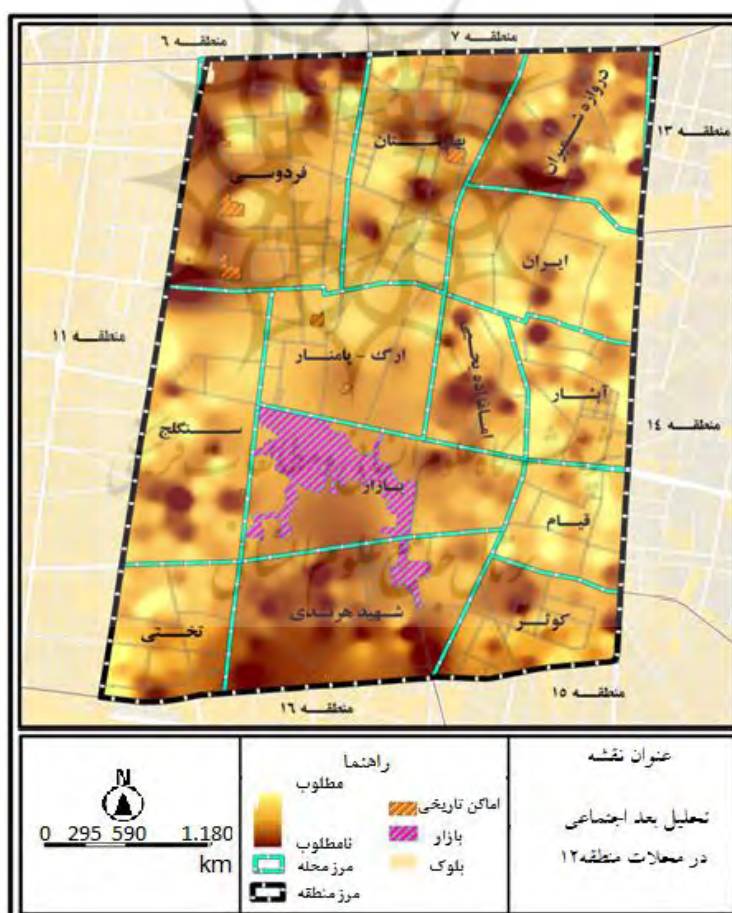 منطقه ۶
منطقه ۷
دروازه شمیران
منطقه ۱۳
بهارستان
فردوسی
ایران
منطقه ۱۱
ارگ - پامنار
امامزاده یحیی
آبشار
سنگلج
منطقه ۱۴
بازار
قیام
شهید هرندی
کوثر
تختی
منطقه ۱۵
منطقه ۱۶
عنوان نقشه
تحلیل بعد اجتماعی
در محلات منطقه۱۲
راهنما
مطلوب
نامطلوب
مرز محله
مرز منطقه
اماکن تاریخی
بازار
بلوک
N
0 295 590 1.180
km